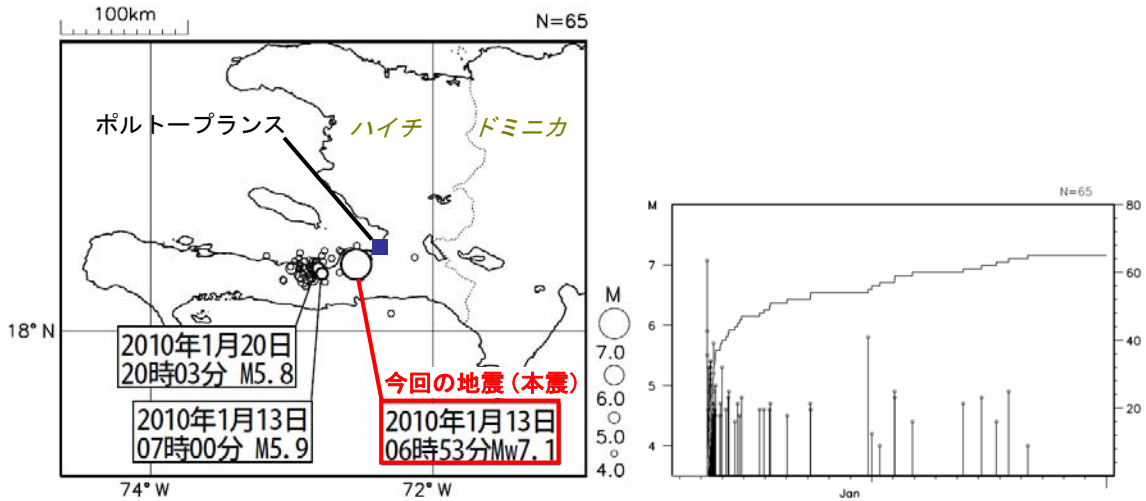 100km
N=65
ポルトープランス
ハイチ
ドミニカ
18°N
2010年1月20日
20時03分 M5.8
2010年1月13日
07時00分 M5.9
今回の地震(本震)
2010年1月13日
06時53分Mw7.1
74°W
72°W
M
7.0
6.0
5.0
4.0
N=65
M
7
6
5
4
80
60
40
20
Jan